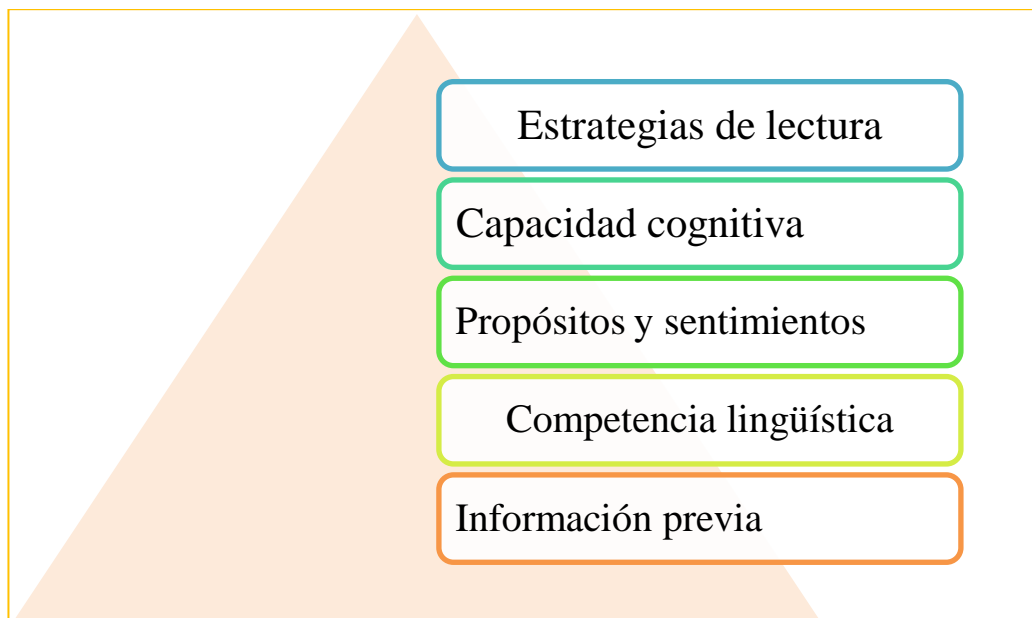 Estrategias de lectura
Capacidad cognitiva
Propósitos y sentimientos
Competencia lingüística
Información previa